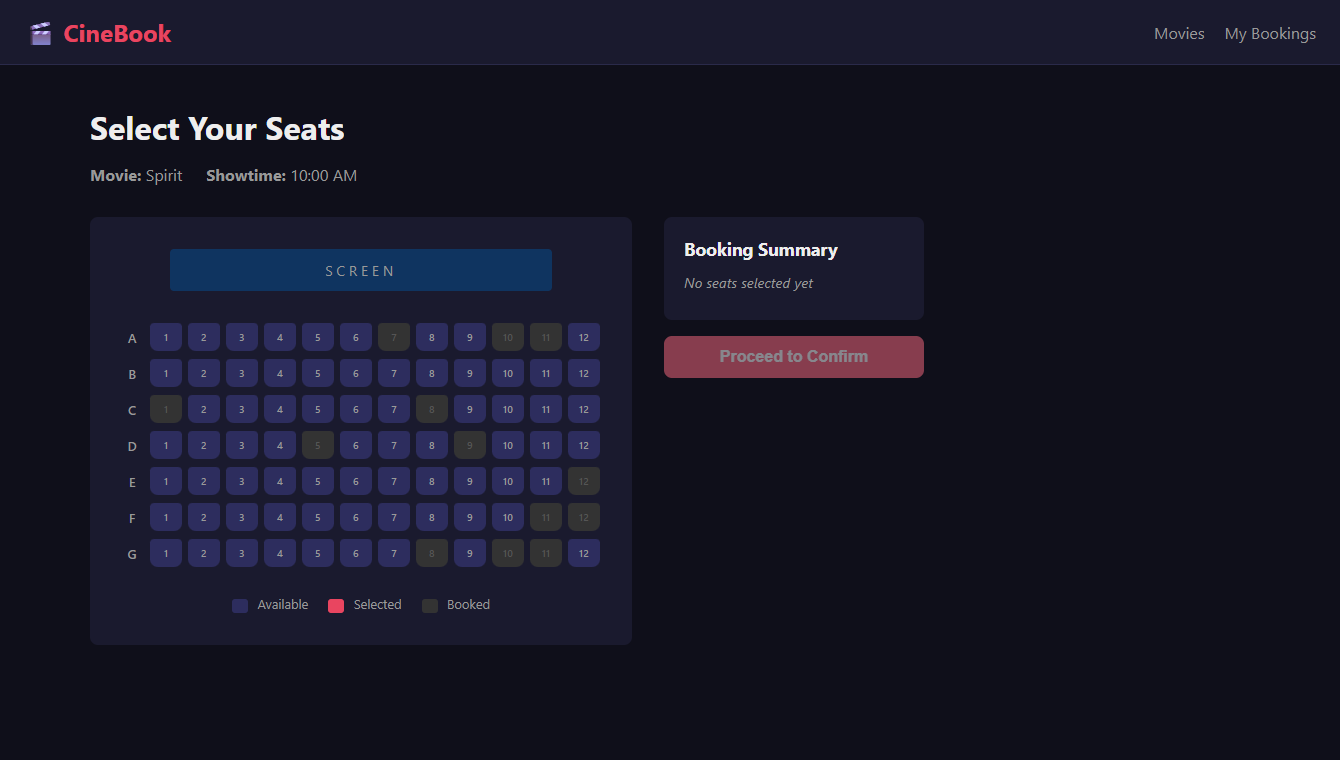 CineBook
Movies My Bookings
Select Your Seats
Movie: Spirit Showtime: 10:00 AM
SCREEN
A 1 2 3 4 5 6 7 8 9 10 11 12
B 1 2 3 4 5 6 7 8 9 10 11 12
C 1 2 3 4 5 6 7 8 9 10 11 12
D 1 2 3 4 5 6 7 8 9 10 11 12
E 1 2 3 4 5 6 7 8 9 10 11 12
F 1 2 3 4 5 6 7 8 9 10 11 12
G 1 2 3 4 5 6 7 8 9 10 11 12
Available Selected Booked
Booking Summary
No seats selected yet
Proceed to Confirm